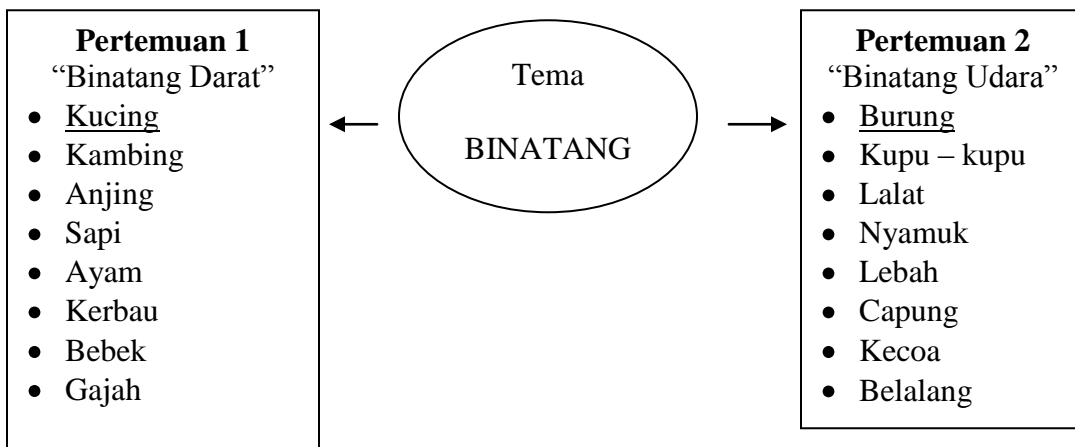 Pertemuan 1
“Binatang Darat”
• Kucing
• Kambing
• Anjing
• Sapi
• Ayam
• Kerbau
• Bebek
• Gajah
Tema
BINATANG
Pertemuan 2
“Binatang Udara”
• Burung
• Kupu – kupu
• Lalat
• Nyamuk
• Lebah
• Capung
• Kecoa
• Belalang